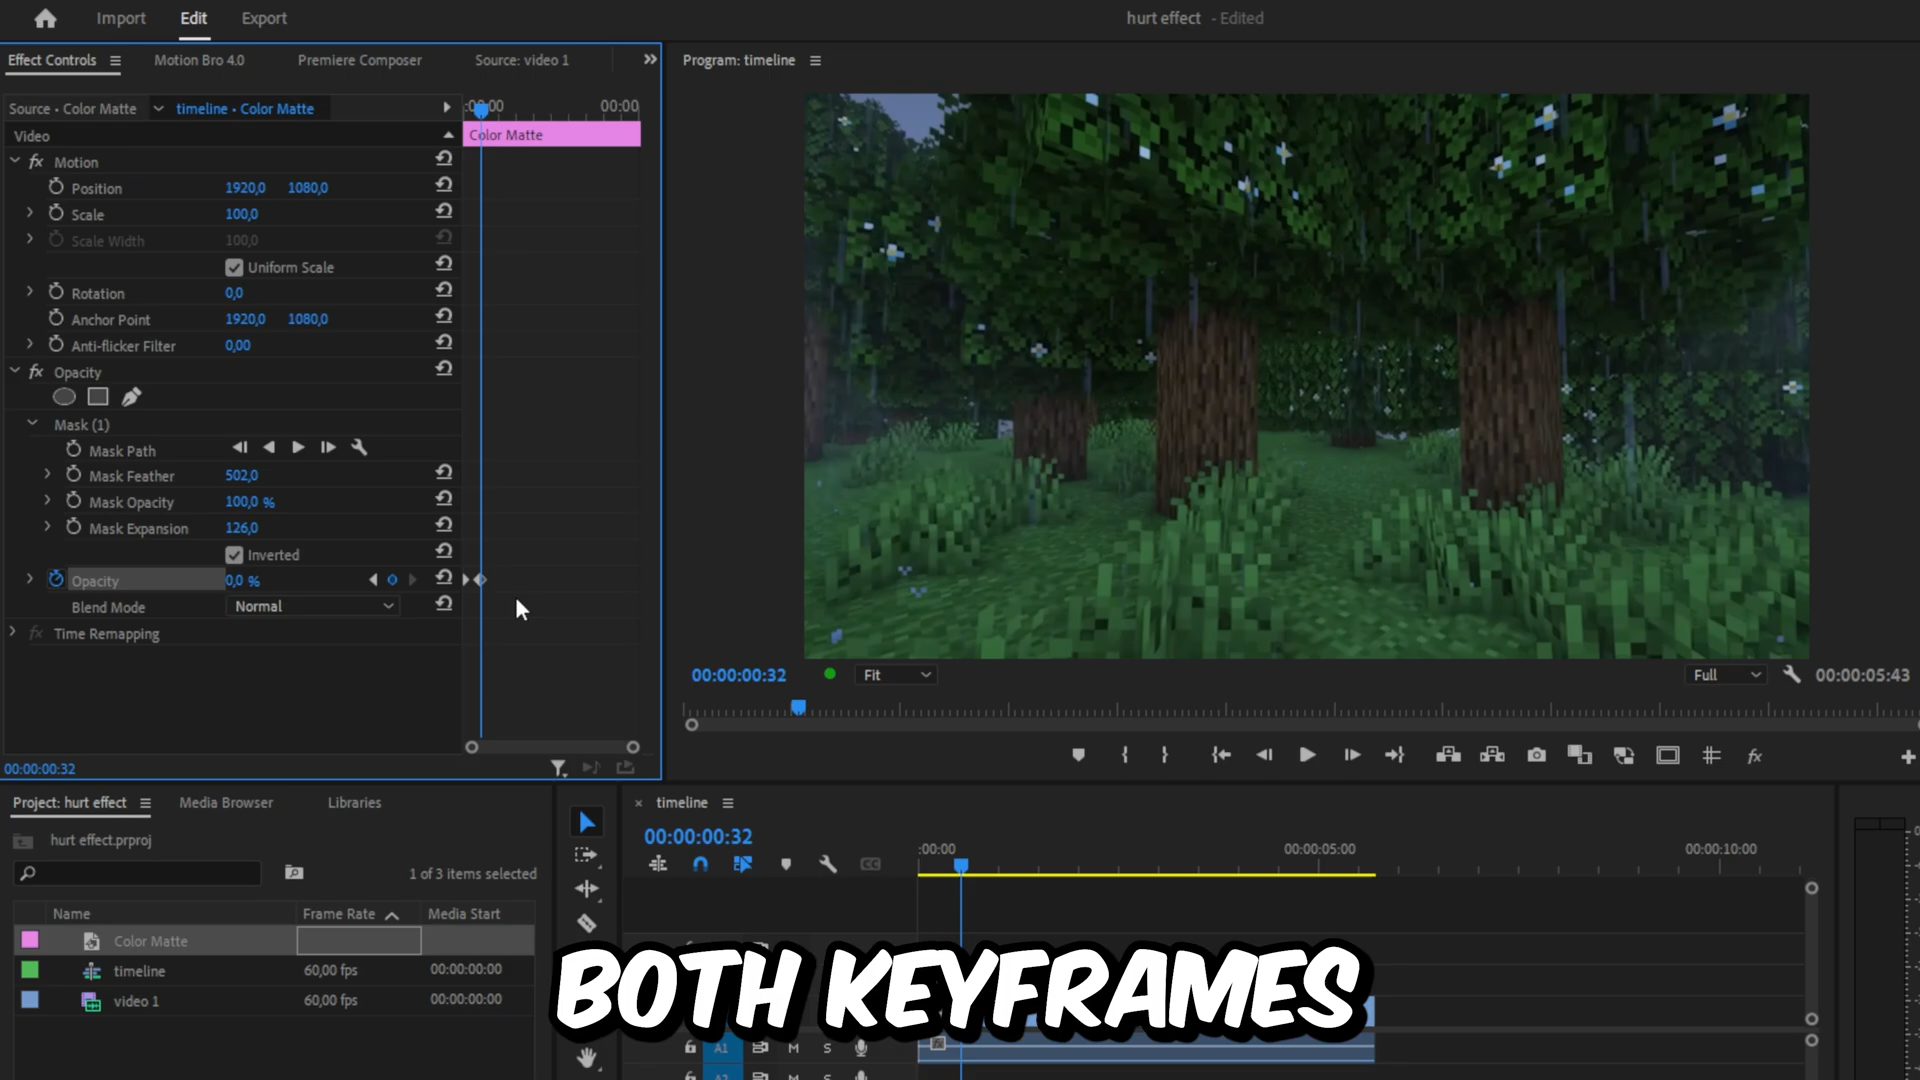 Import Edit Export
hurt effect - Edited
Effect Controls Motion Bro 4.0 Premiere Composer Source: video 1
Program: timeline
Source • Color Matte timeline • Color Matte
:00:00 00:00
Video
Color Matte
fx Motion
Position 1920,0 1080,0
Scale 100,0
Scale Width 100,0
Uniform Scale
Rotation 0,0
Anchor Point 1920,0 1080,0
Anti-flicker Filter 0,00
fx Opacity
Mask (1)
Mask Path
Mask Feather 502,0
Mask Opacity 100,0 %
Mask Expansion 126,0
Inverted
Opacity 0,0 %
Blend Mode Normal
fx Time Remapping
00:00:00:32 Fit Full 00:00:05:43
fx
00:00:00:32
Project: hurt effect Media Browser Libraries
hurt effect.prproj
1 of 3 items selected
Name Frame Rate Media Start
Color Matte
timeline 60,00 fps 00:00:00:00
video 1 60,00 fps 00:00:00:00
timeline
00:00:00:32
:00:00 00:00:05:00 00:00:10:00
CC
BOTH KEYFRAMES
A1 M S